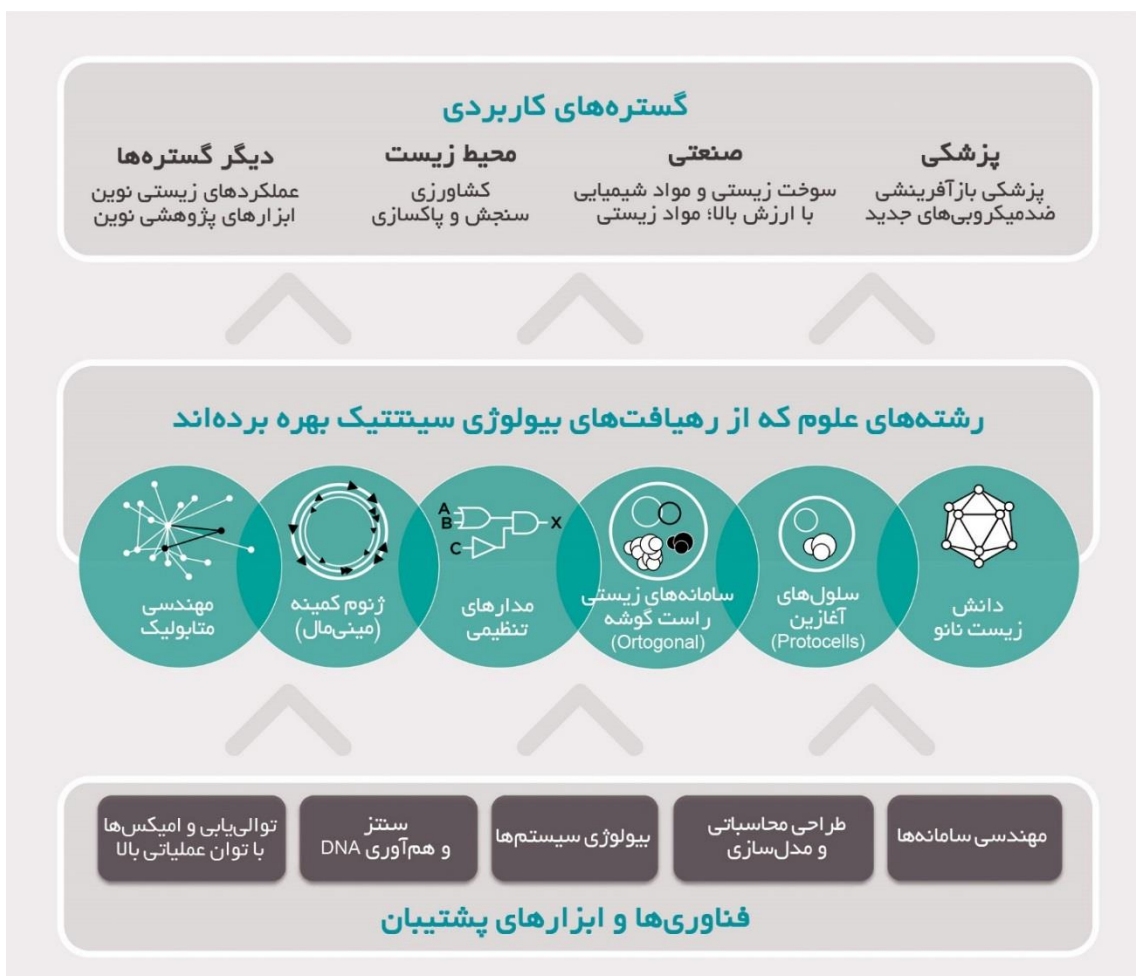 گستره‌های کاربردی
پزشکی
پزشکی بازآفرینشی
ضدمیکروبی‌های جدید
صنعتی
سوخت زیستی و مواد شیمیایی
با ارزش بالا؛ مواد زیستی
محیط زیست
کشاورزی
سنجش و پاکسازی
دیگر گستره‌ها
عملکردهای زیستی نوین
ابزارهای پژوهشی نوین
رشته‌های علوم که از رهیافت‌های بیولوژی سینتتیک بهره برده‌اند
دانش
زیست نانو
سلول‌های
آغازین
(Protocells)
سامانه‌های زیستی
راست گوشه
(Ortogonal)
A
B
C
X
مدارهای
تنظیمی
ژنوم کمینه
(مینی‌مال)
مهندسی
متابولیک
مهندسی سامانه‌ها
طراحی محاسباتی
و مدل‌سازی
بیولوژی سیستم‌ها
سنتز
و هم‌آوری DNA
توالی‌یابی و امیکس‌ها
با توان عملیاتی بالا
فناوری‌ها و ابزارهای پشتیبان